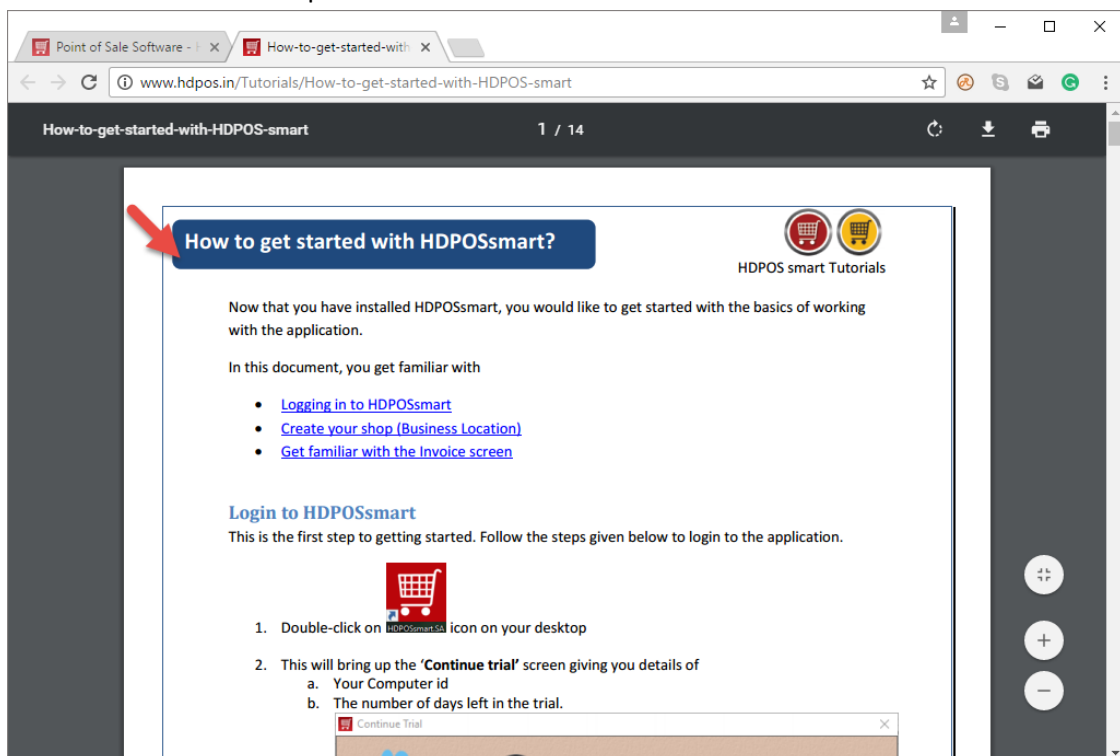 Point of Sale Software - H
How-to-get-started-with
www.hdpos.in/Tutorials/How-to-get-started-with-HDPOS-smart
How-to-get-started-with-HDPOS-smart
1 / 14
How to get started with HDPOSsmart?
HDPOS smart Tutorials
Now that you have installed HDPOSsmart, you would like to get started with the basics of working
with the application.
In this document, you get familiar with
• Logging in to HDPOSsmart
• Create your shop (Business Location)
• Get familiar with the Invoice screen
Login to HDPOSsmart
This is the first step to getting started. Follow the steps given below to login to the application.
1. Double-click on HDPOSsmart.SA icon on your desktop
2. This will bring up the ‘Continue trial’ screen giving you details of
a. Your Computer id
b. The number of days left in the trial.
Continue Trial